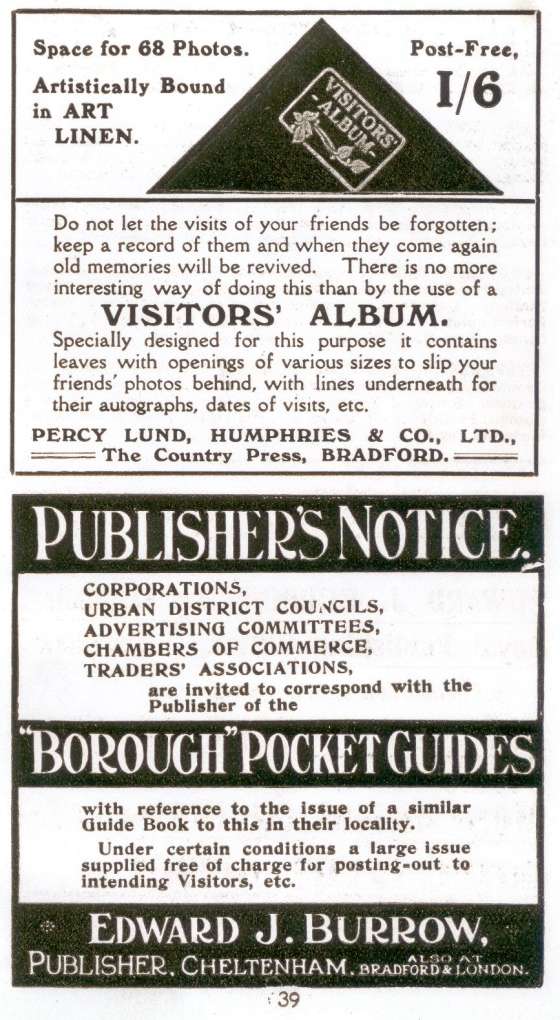 Space for 68 Photos.
Artistically Bound
in ART
LINEN.
VISITORS'
-ALBUM-
Post-Free,
1/6
Do not let the visits of your friends be forgotten;
keep a record of them and when they come again
old memories will be revived. There is no more
interesting way of doing this than by the use of a
VISITORS' ALBUM.
Specially designed for this purpose it contains
leaves with openings of various sizes to slip your
friends' photos behind, with lines underneath for
their autographs, dates of visits, etc.
PERCY LUND, HUMPHRIES & CO., LTD.,
The Country Press, BRADFORD.
PUBLISHER'S NOTICE.
CORPORATIONS,
URBAN DISTRICT COUNCILS,
ADVERTISING COMMITTEES,
CHAMBERS OF COMMERCE,
TRADERS' ASSOCIATIONS,
are invited to correspond with the
Publisher of the
"BOROUGH" POCKET GUIDES
with reference to the issue of a similar
Guide Book to this in their locality.
Under certain conditions a large issue
supplied free of charge for posting-out to
intending Visitors, etc.
EDWARD J. BURROW,
PUBLISHER, CHELTENHAM. ALSO AT BRADFORD & LONDON.
39